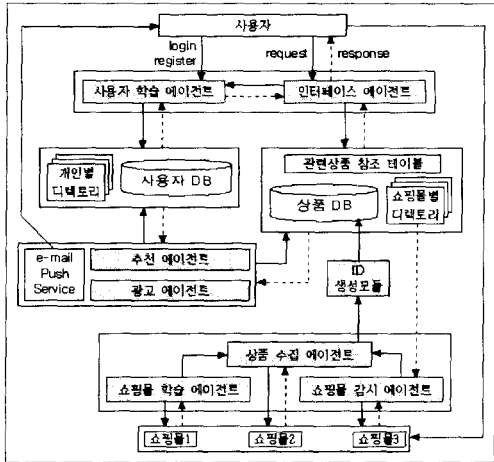 사용자
login
register
request
response
사용자 학습 에이전트
인터페이스 에이전트
개인별
디렉토리
사용자 DB
관련상품 참조 테이블
상품 DB
쇼핑몰별
디렉토리
e-mail
Push
Service
추천 에이전트
광고 에이전트
ID
생성모듈
상품 수집 에이전트
쇼핑몰 학습 에이전트
쇼핑몰 감시 에이전트
쇼핑몰1
쇼핑몰2
쇼핑몰3